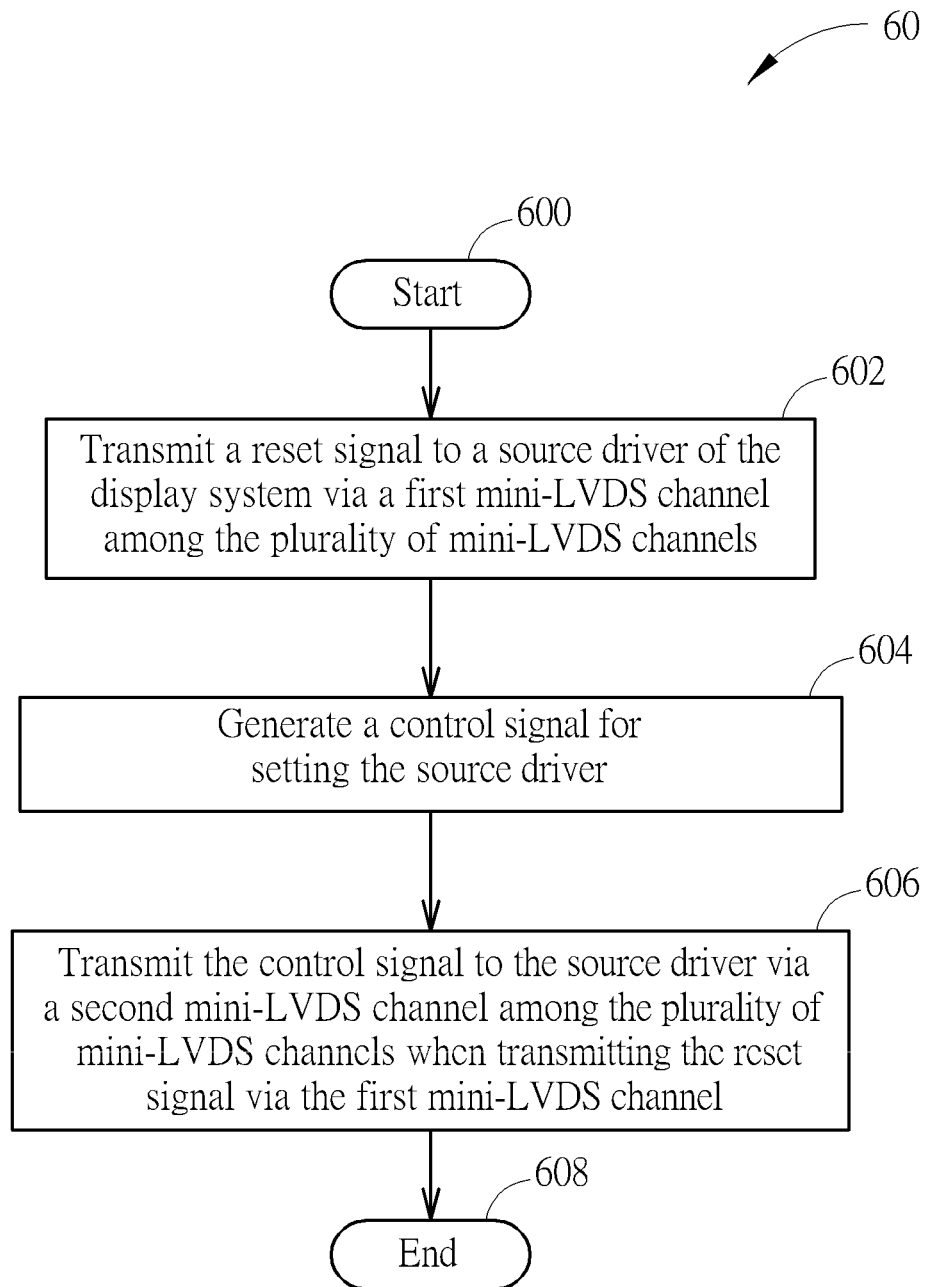 60
600
Start
602
Transmit a reset signal to a source driver of the
display system via a first mini-LVDS channel
among the plurality of mini-LVDS channels
604
Generate a control signal for
setting the source driver
606
Transmit the control signal to the source driver via
a second mini-LVDS channel among the plurality of
mini-LVDS channels when transmitting the reset
signal via the first mini-LVDS channel
608
End